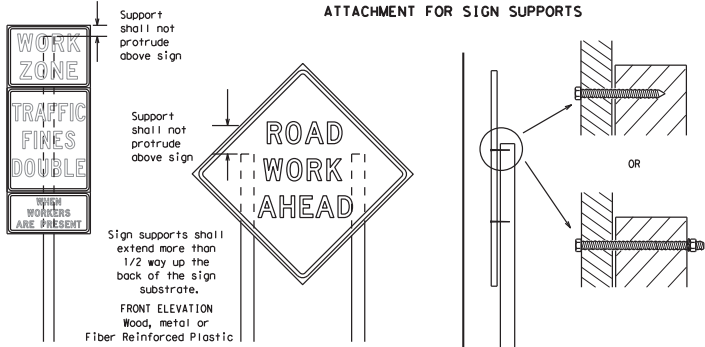 ATTACHMENT FOR SIGN SUPPORTS
Support
shall not
protrude
above sign
WORK
ZONE
TRAFFIC
FINES
DOUBLE
WHEN
WORKERS
ARE PRESENT
Support
shall not
protrude
above sign
ROAD
WORK
AHEAD
Sign supports shall
extend more than
1/2 way up the
back of the sign
substrate.
FRONT ELEVATION
Wood, metal or
Fiber Reinforced Plastic
OR